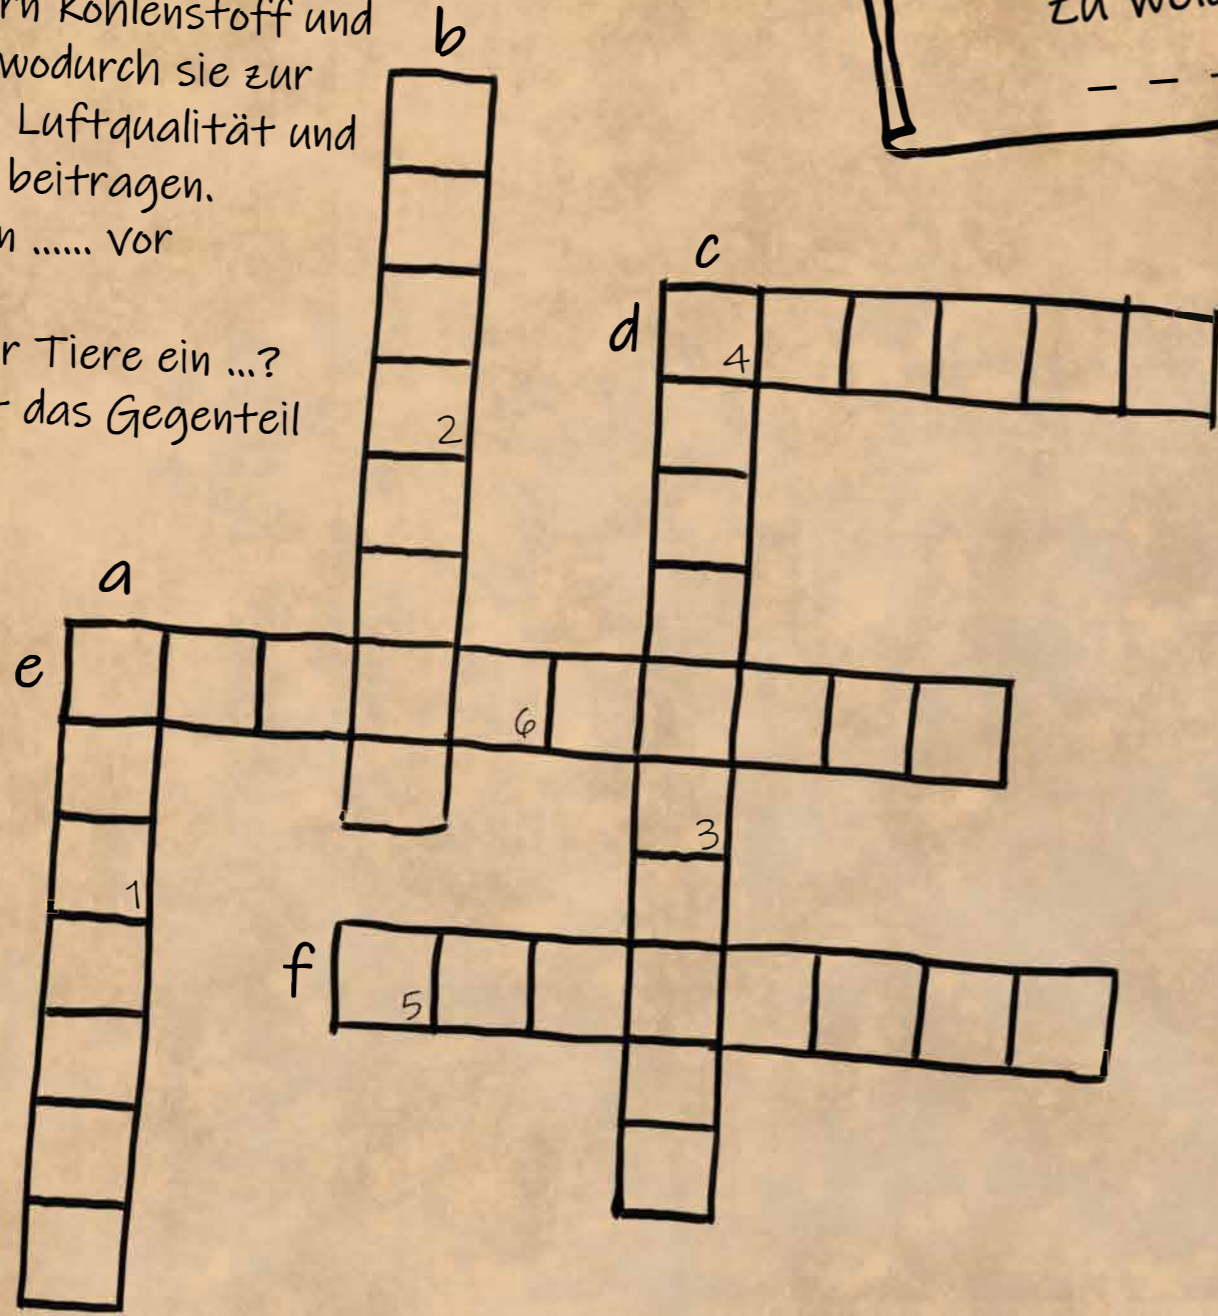 Kohlenstoff und
wodurch sie zur
Luftqualität und
beitragen.
...... vor
Tiere ein ...?
das Gegenteil
zu
b
c
d
4
2
a
e
6
3
1
f
5